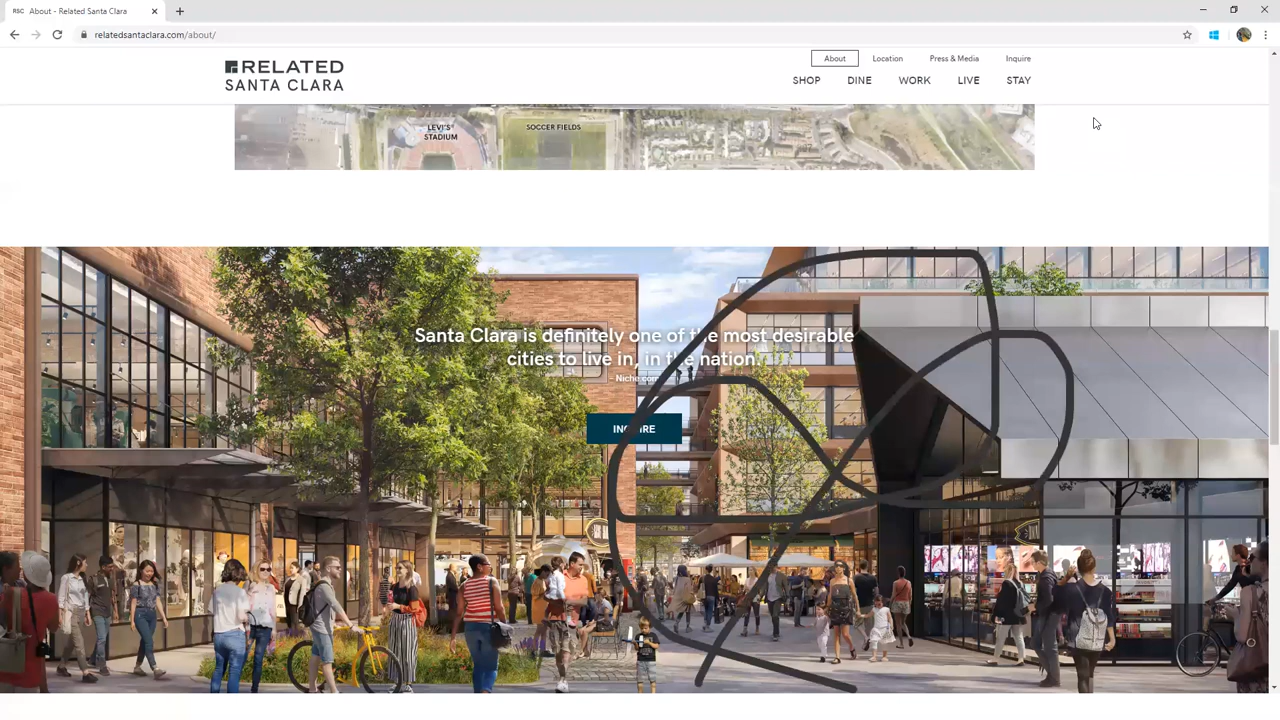 RSC About - Related Santa Clara
relatedsantaclara.com/about/
About Location Press & Media Inquire
RELATED
SANTA CLARA
SHOP DINE WORK LIVE STAY
LEVI'S®
STADIUM
SOCCER FIELDS
Santa Clara is definitely one of the most desirable
cities to live in, in the nation.
INQUIRE